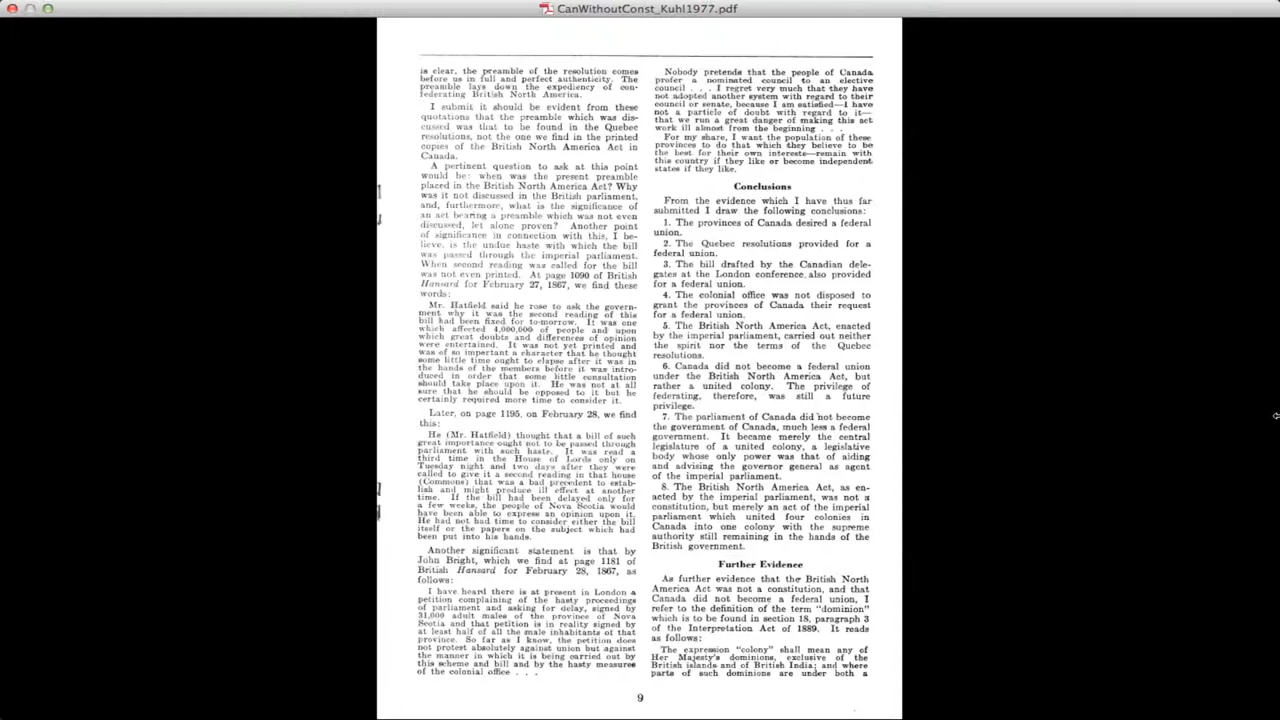 CanWithoutConst_Kuhl1977.pdf
is clear, the preamble of the resolution comes
before us in full and perfect authenticity. The
preamble lays down the expediency of con-
federating British North America.
I submit it should be evident from these
quotations that the preamble which was dis-
cussed was that to be found in the Quebec
resolutions, not the one we find in the printed
copies of the British North America Act in
Canada.
A pertinent question to ask at this point
would be: when was the present preamble
placed in the British North America Act? Why
was it not discussed in the British parliament,
and, furthermore, what is the significance of
an act bearing a preamble which was not even
discussed, let alone proven? Another point
of significance in connection with this, I be-
lieve, is the undue haste with which the bill
was passed through the imperial parliament.
When second reading was called for the bill
was not even printed. At page 1090 of British
Hansard for February 27, 1867, we find these
words:
Mr. Hatfield said he rose to ask the govern-
ment why it was the second reading of this
bill had been fixed for to-morrow. It was one
which affected 4,000,000 of people and upon
which great doubts and differences of opinion
were entertained. It was not yet printed and
was of so important a character that he thought
some little time ought to elapse after it was in
the hands of the members before it was intro-
duced in order that some little consultation
should take place upon it. He was not at all
sure that he should be opposed to it but he
certainly required more time to consider it.
Later, on page 1195, on February 28, we find
this:
He (Mr. Hatfield) thought that a bill of such
great importance ought not to be passed through
parliament with such haste. It was read a
third time in the House of Lords only on
Tuesday night and two days after they were
called to give it a second reading in that house
(Commons) that was a bad precedent to estab-
lish and might produce ill effect at another
time. If the bill had been delayed only for
a few weeks, the people of Nova Scotia would
have been able to express an opinion upon it.
He had not had time to consider either the bill
itself or the papers on the subject which had
been put into his hands.
Another significant statement is that by
John Bright, which we find at page 1181 of
British Hansard for February 28, 1867, as
follows:
I have heard there is at present in London a
petition complaining of the hasty proceedings
of parliament and asking for delay, signed by
31,000 adult males of the province of Nova
Scotia and that petition is in reality signed by
at least half of all the male inhabitants of that
province. So far as I know, the petition does
not protest absolutely against union but against
the manner in which it is being carried out by
this scheme and bill and by the hasty measures
of the colonial office . . .
Nobody pretends that the people of Canada
prefer a nominated council to an elective
council . . . I regret very much that they have
not adopted another system with regard to their
council or senate, because I am satisfied—I have
not a particle of doubt with regard to it—
that we run a great danger of making this act
work ill almost from the beginning . . .
For my share, I want the population of these
provinces to do that which they believe to be
the best for their own interests—remain with
this country if they like or become independent
states if they like.
Conclusions
From the evidence which I have thus far
submitted I draw the following conclusions:
1. The provinces of Canada desired a federal
union.
2. The Quebec resolutions provided for a
federal union.
3. The bill drafted by the Canadian dele-
gates at the London conference also provided
for a federal union.
4. The colonial office was not disposed to
grant the provinces of Canada their request
for a federal union.
5. The British North America Act, enacted
by the imperial parliament, carried out neither
the spirit nor the terms of the Quebec
resolutions.
6. Canada did not become a federal union
under the British North America Act, but
rather a united colony. The privilege of
federating, therefore, was still a future
privilege.
7. The parliament of Canada did not become
the government of Canada, much less a federal
government. It became merely the central
legislature of a united colony, a legislative
body whose only power was that of aiding
and advising the governor general as agent
of the imperial parliament.
8. The British North America Act, as en-
acted by the imperial parliament, was not a
constitution, but merely an act of the imperial
parliament which united four colonies in
Canada into one colony with the supreme
authority still remaining in the hands of the
British government.
Further Evidence
As further evidence that the British North
America Act was not a constitution, and that
Canada did not become a federal union, I
refer to the definition of the term "dominion"
which is to be found in section 18, paragraph 3
of the Interpretation Act of 1889. It reads
as follows:
The expression "colony" shall mean any of
Her Majesty's dominions, exclusive of the
British islands and of British India; and where
parts of such dominions are under both a
9